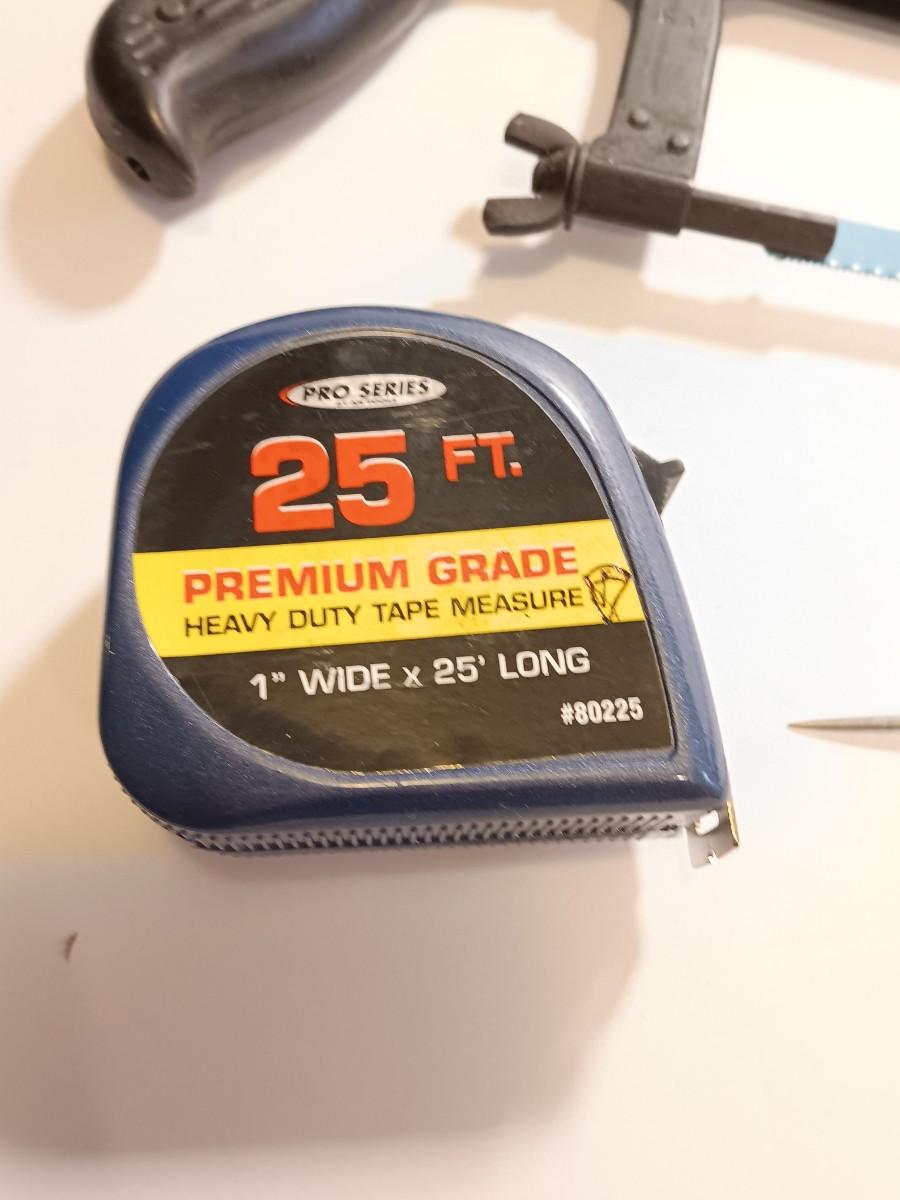 PRO SERIES
25 FT.
PREMIUM GRADE
HEAVY DUTY TAPE MEASURE
1" WIDE x 25' LONG
#80225